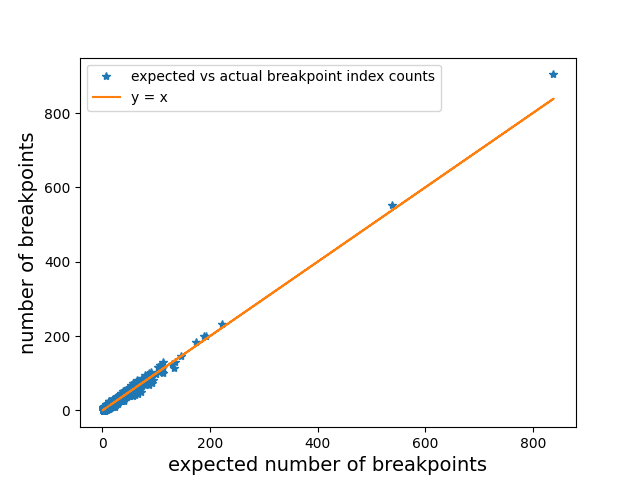 expected vs actual breakpoint index counts
y = x
800
600
400
200
0
number of breakpoints
0 200 400 600 800
expected number of breakpoints